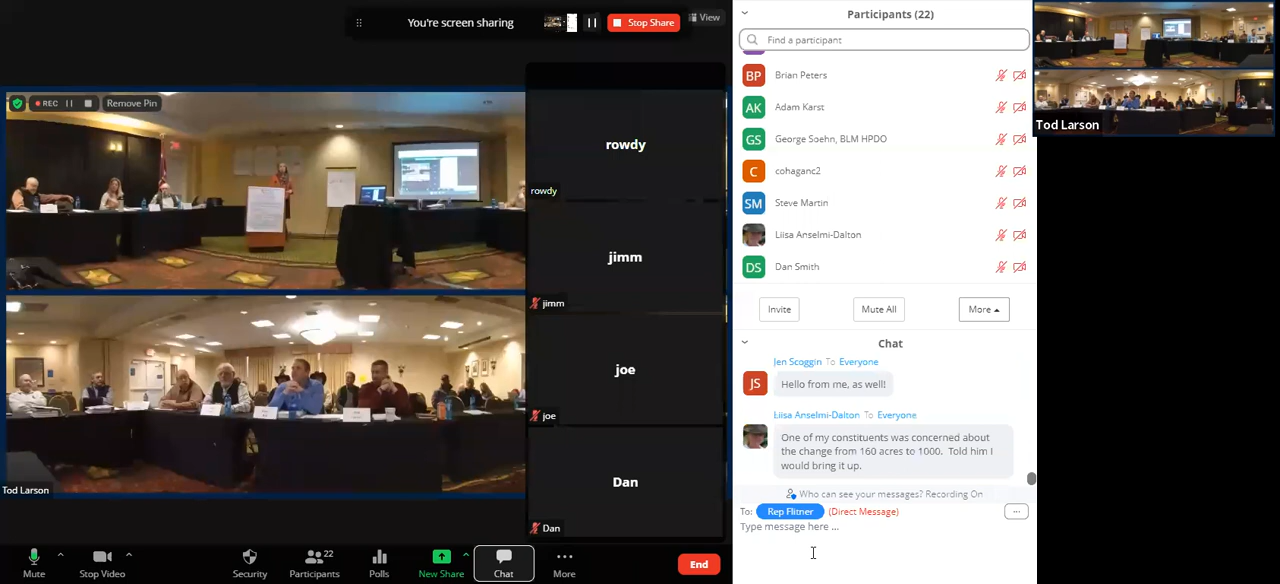 You're screen sharing
Stop Share
View
REC
Remove Pin
rowdy
rowdy
jimm
jimm
joe
joe
Dan
Dan
Tod Larson
Mute
Stop Video
Security
Participants
22
Polls
New Share
Chat
More
End
Participants (22)
Find a participant
BP Brian Peters
AK Adam Karst
GS George Soehn, BLM HPDO
C cohaganc2
SM Steve Martin
Liisa Anselmi-Dalton
DS Dan Smith
Invite
Mute All
More
Chat
Jen Scoggin To Everyone
JS Hello from me, as well!
Liisa Anselmi-Dalton To Everyone
One of my constituents was concerned about
the change from 160 acres to 1000. Told him I
would bring it up.
Who can see your messages? Recording On
To: Rep Flitner (Direct Message)
...
Type message here ...
Tod Larson